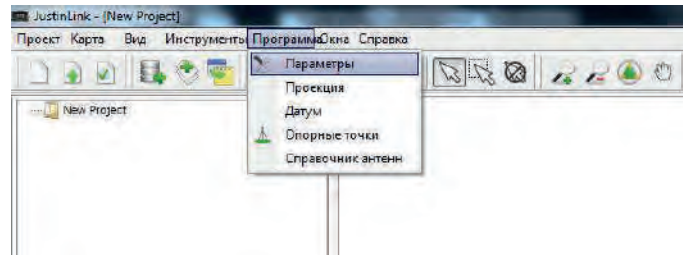 JustinLink - [New Project]
Проект Карта Вид Инструменты Программа Окна Справка
Параметры
Проекция
New Project
Датум
Опорные точки
Справочник антенн